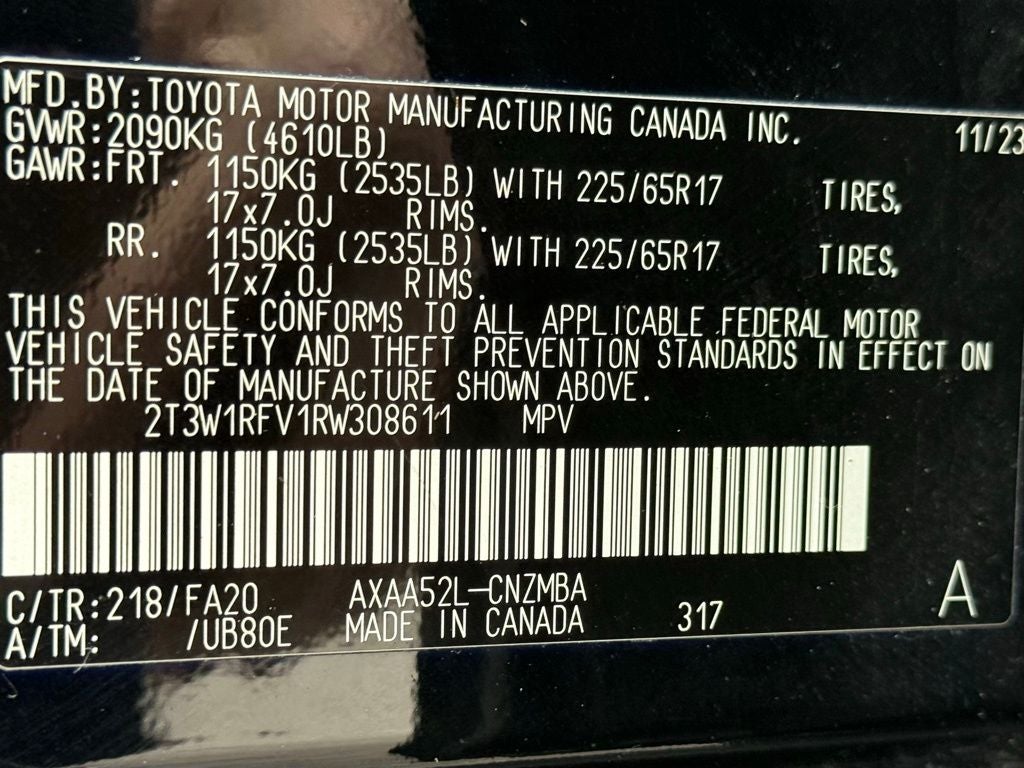 MFD.BY:TOYOTA MOTOR MANUFACTURING CANADA INC. 11/23
GVWR:2090KG (4610LB)
GAWR:FRT. 1150KG (2535LB) WITH 225/65R17 TIRES,
17x7.0J RIMS.
RR. 1150KG (2535LB) WITH 225/65R17 TIRES,
17x7.0J RIMS.
THIS VEHICLE CONFORMS TO ALL APPLICABLE FEDERAL MOTOR
VEHICLE SAFETY AND THEFT PREVENTION STANDARDS IN EFFECT ON
THE DATE OF MANUFACTURE SHOWN ABOVE.
2T3W1RFV1RW308611 MPV
C/TR:218/FA20 AXAA52L-CNZMBA A
A/TM: /UB80E MADE IN CANADA 317